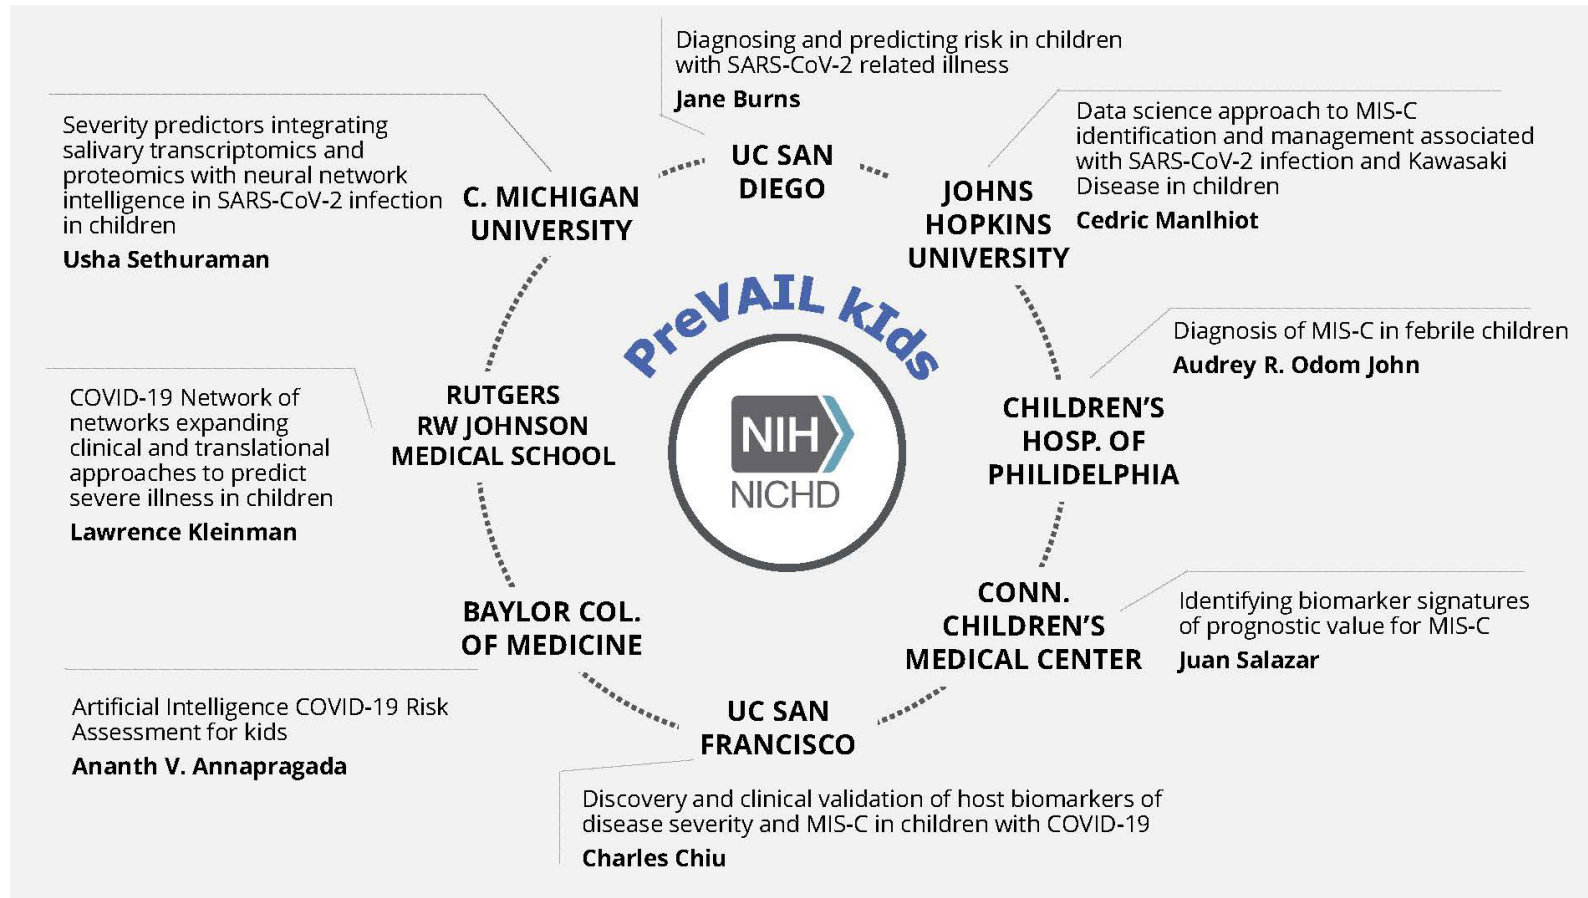 Diagnosing and predicting risk in children
with SARS-CoV-2 related illness
Jane Burns
UC SAN
DIEGO
Data science approach to MIS-C
identification and management associated
with SARS-CoV-2 infection and Kawasaki
Disease in children
Cedric Manlhiot
JOHNS
HOPKINS
UNIVERSITY
Diagnosis of MIS-C in febrile children
Audrey R. Odom John
CHILDREN’S
HOSP. OF
PHILIDELPHIA
Identifying biomarker signatures
of prognostic value for MIS-C
Juan Salazar
CONN.
CHILDREN’S
MEDICAL CENTER
UC SAN
FRANCISCO
Discovery and clinical validation of host biomarkers of
disease severity and MIS-C in children with COVID-19
Charles Chiu
BAYLOR COL.
OF MEDICINE
Artificial Intelligence COVID-19 Risk
Assessment for kids
Ananth V. Annapragada
RUTGERS
RW JOHNSON
MEDICAL SCHOOL
COVID-19 Network of
networks expanding
clinical and translational
approaches to predict
severe illness in children
Lawrence Kleinman
C. MICHIGAN
UNIVERSITY
Severity predictors integrating
salivary transcriptomics and
proteomics with neural network
intelligence in SARS-CoV-2 infection
in children
Usha Sethuraman
PreVAIL kIds
NIH
NICHD